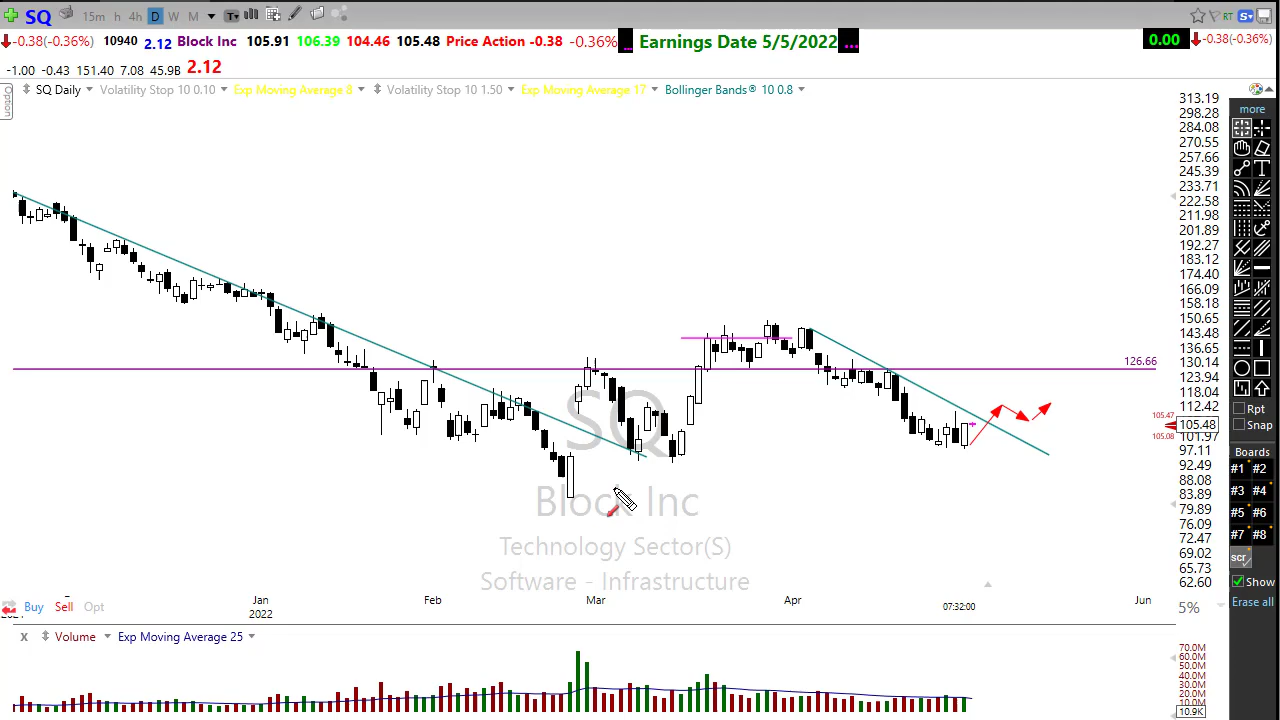 SQ 15m h 4h D W M T RT S
-0.38(-0.36%) 10940 2.12 Block Inc 105.91 106.39 104.46 105.48 Price Action -0.38 -0.36% ... Earnings Date 5/5/2022 ... 0.00 -0.38(-0.36%)
-1.00 -0.43 151.40 7.08 45.9B 2.12
Option
SQ Daily Volatility Stop 10 0.10 Exp Moving Average 8 Volatility Stop 10 1.50 Exp Moving Average 17 Bollinger Bands® 10 0.8
313.19
298.28
284.08
270.55
257.66
245.39
233.71
222.58
211.98
201.89
192.27
183.12
174.40
166.09
158.18
150.65
143.48
136.65
130.14
123.94
118.04
112.42
105.48
101.97
97.11
92.49
88.08
83.89
79.89
76.09
72.47
69.02
65.73
62.60
126.66
105.47
105.08
SQ
Block Inc
Technology Sector(S)
Software - Infrastructure
more
T
Rpt
Snap
Boards
#1 #2
#3 #4
#5 #6
#7 #8
scr
Show
Erase all
Jan Feb Mar Apr Jun
2022
07:32:00
Buy Sell Opt
5%
X Volume Exp Moving Average 25
70.0M
60.0M
50.0M
40.0M
30.0M
20.0M
10.0M
10.9K